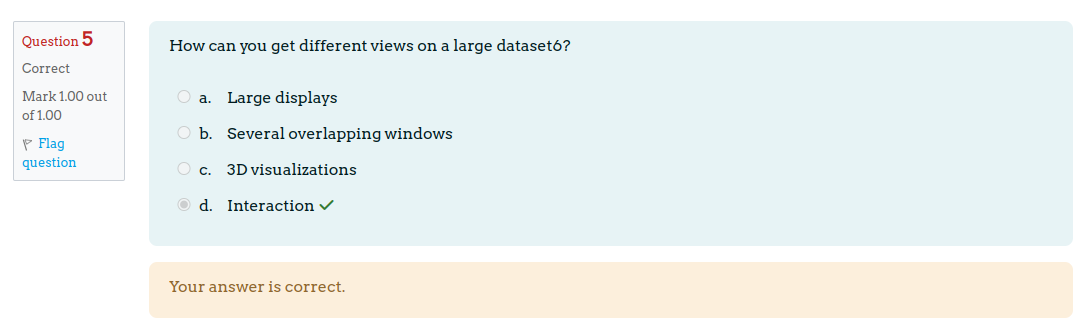 Question 5
Correct
Mark 1.00 out
of 1.00
Flag
question
How can you get different views on a large dataset6?
a. Large displays
b. Several overlapping windows
c. 3D visualizations
d. Interaction
Your answer is correct.